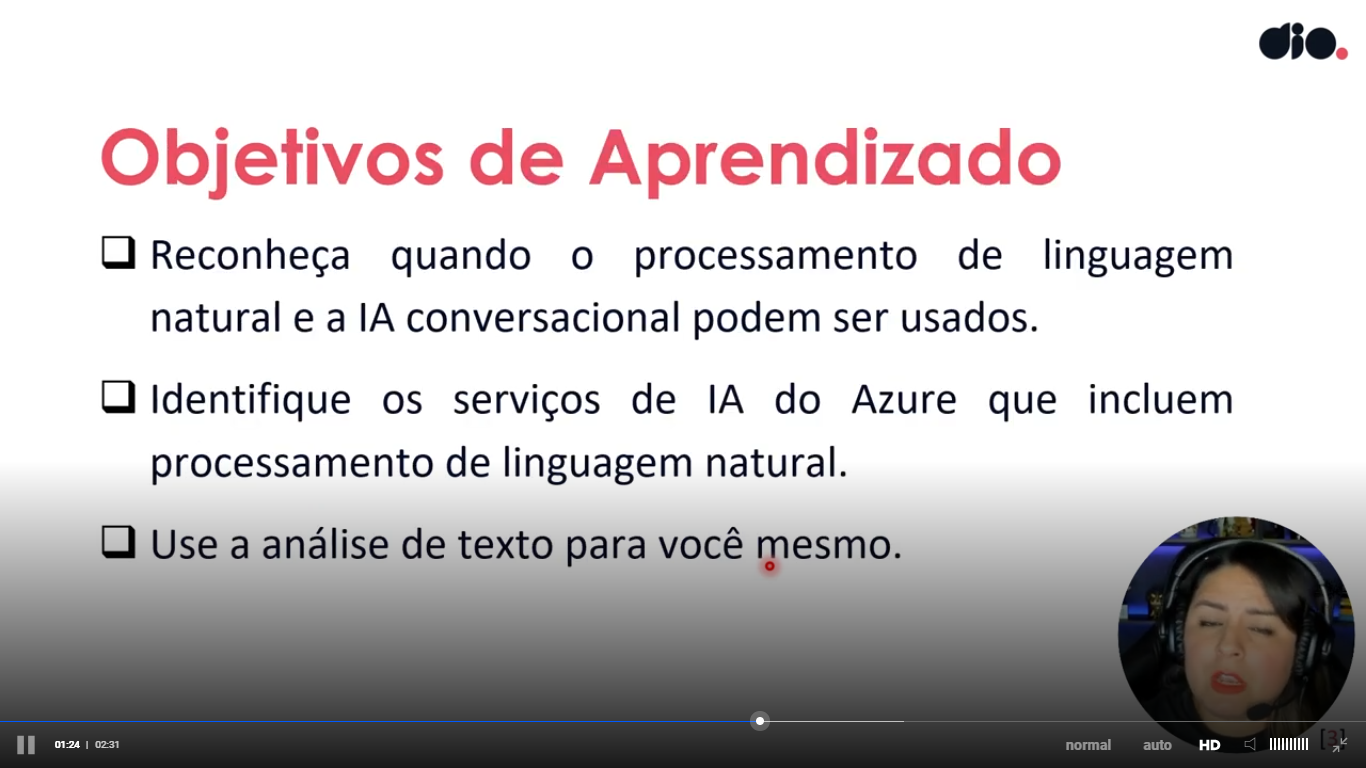 dio.
Objetivos de Aprendizado
Reconheça quando o processamento de linguagem
natural e a IA conversacional podem ser usados.
Identifique os serviços de IA do Azure que incluem
processamento de linguagem natural.
Use a análise de texto para você mesmo.
01:24 | 02:31
normal auto HD [3]